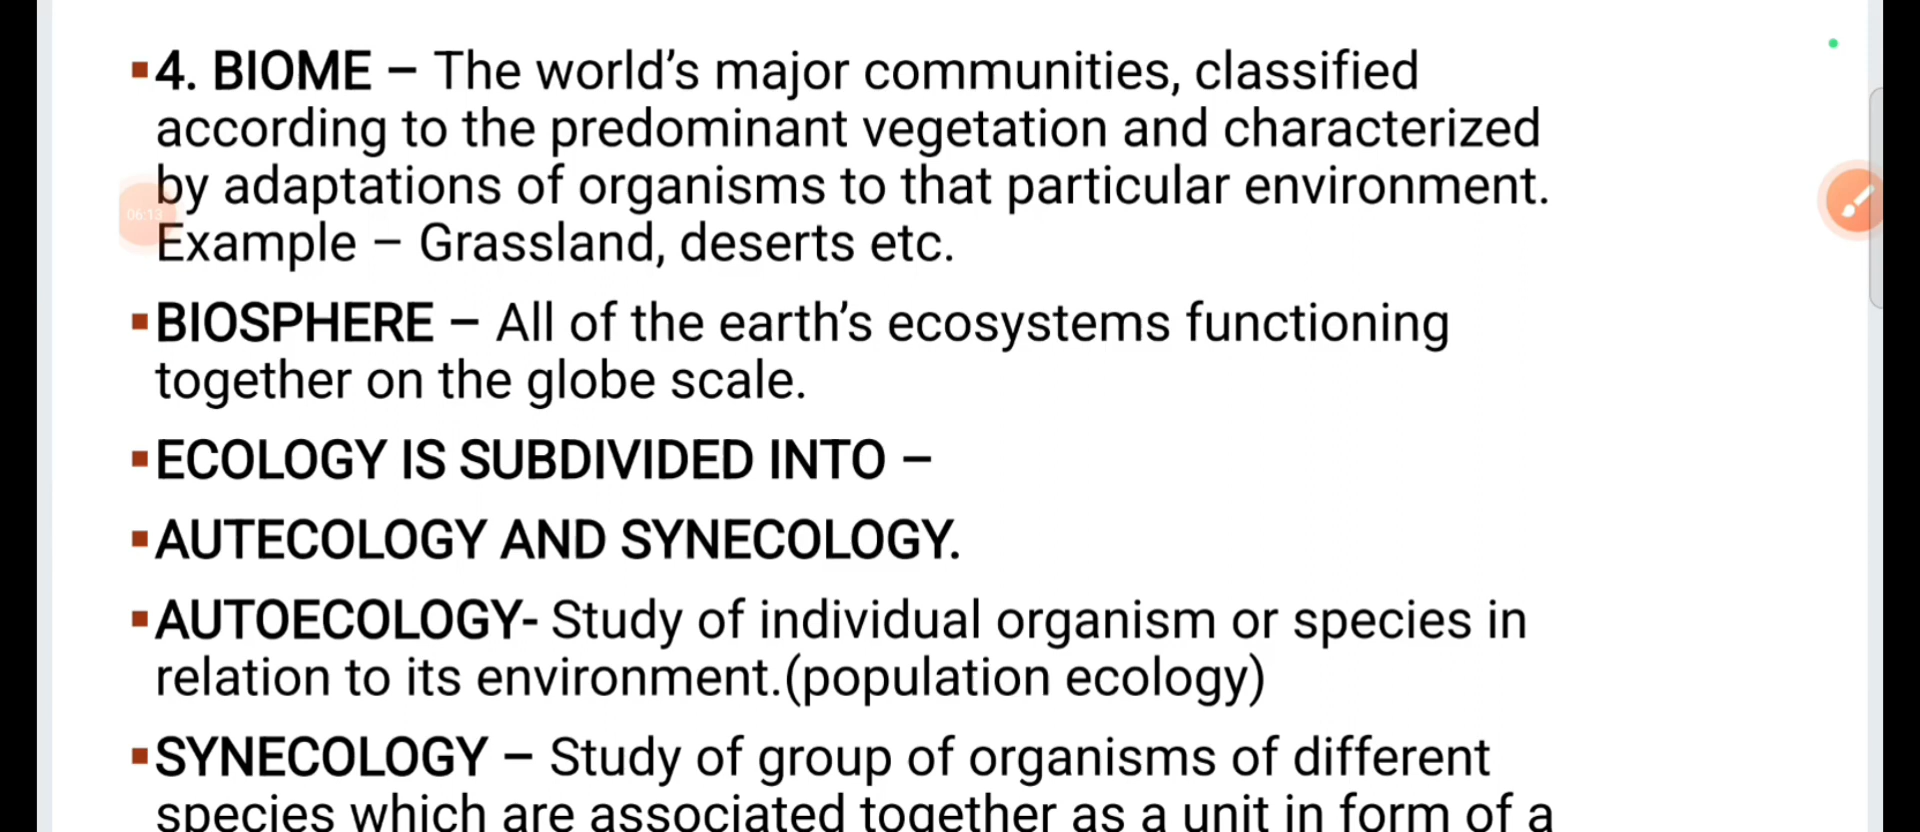 ▪4. BIOME – The world's major communities, classified
according to the predominant vegetation and characterized
by adaptations of organisms to that particular environment.
06:13
Example – Grassland, deserts etc.
▪BIOSPHERE – All of the earth's ecosystems functioning
together on the globe scale.
▪ECOLOGY IS SUBDIVIDED INTO –
▪AUTECOLOGY AND SYNECOLOGY.
▪AUTOECOLOGY- Study of individual organism or species in
relation to its environment.(population ecology)
▪SYNECOLOGY – Study of group of organisms of different
species which are associated together as a unit in form of a